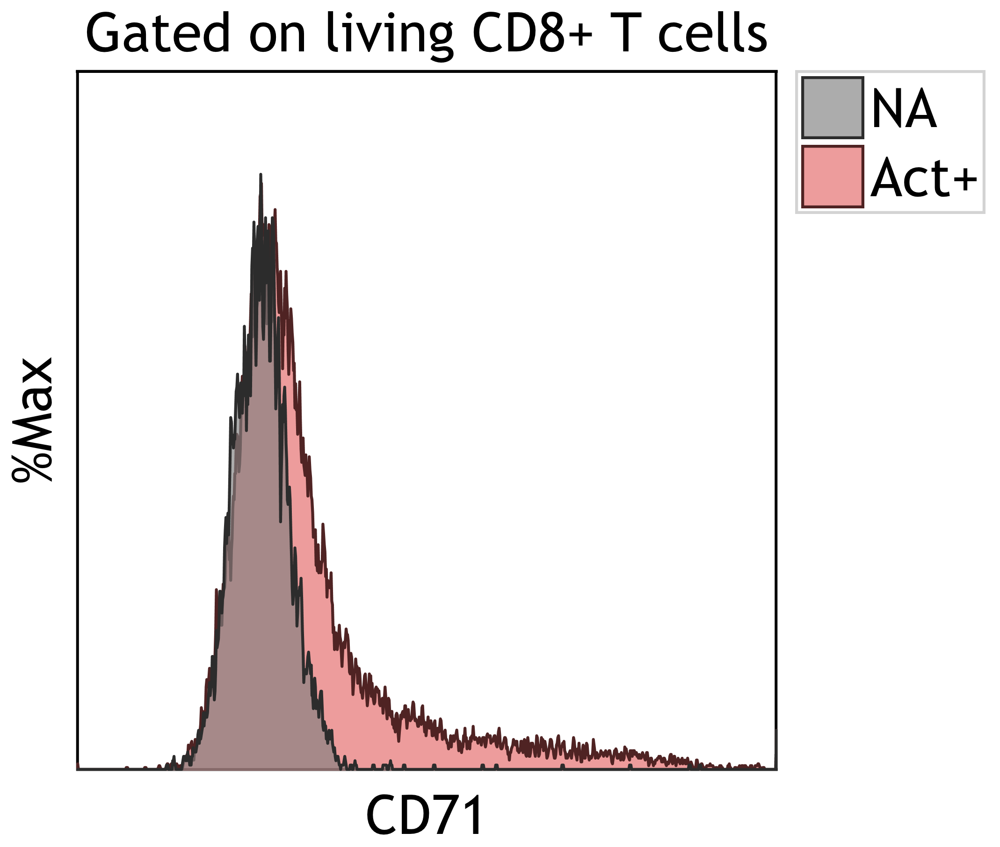 Gated on living CD8+ T cells
NA
Act+
%Max
CD71